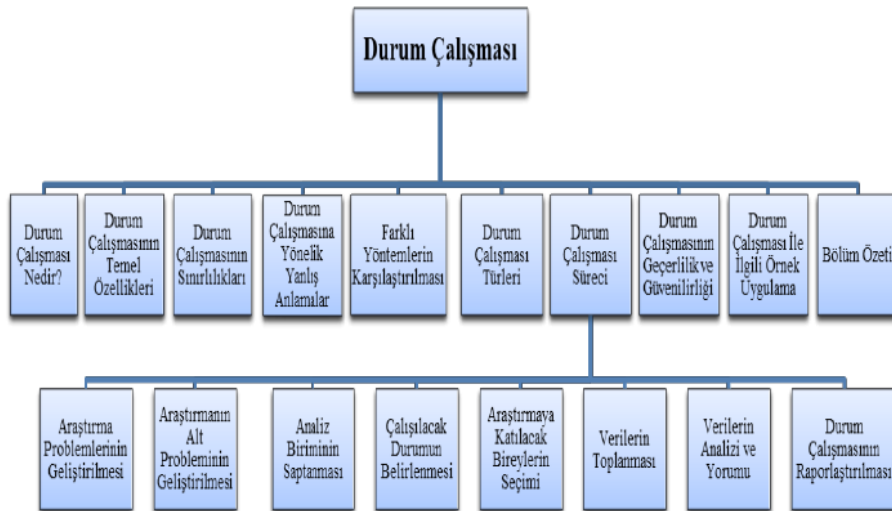 Durum Çalışması
Durum
Çalışması
Nedir?
Durum
Çalışmasının
Temel
Özellikleri
Durum
Çalışmasının
Sınırlılıkları
Durum
Çalışmasına
Yönelik
Yanlış
Anlamalar
Farklı
Yöntemlerin
Karşılaştırılması
Durum
Çalışması
Türleri
Durum
Çalışması
Süreci
Durum
Çalışmasının
Geçerlilik ve
Güvenilirliği
Durum
Çalışması İle
İlgili Örnek
Uygulama
Bölüm Özeti
Araştırma
Problemlerinin
Geliştirilmesi
Araştırmanın
Alt
Probleminin
Geliştirilmesi
Analiz
Biriminin
Saptanması
Çalışılacak
Durumun
Belirlenmesi
Araştırmaya
Katılacak
Bireylerin
Seçimi
Verilerin
Toplanması
Verilerin
Analizi ve
Yorumu
Durum
Çalışmasının
Raporlaştırılması